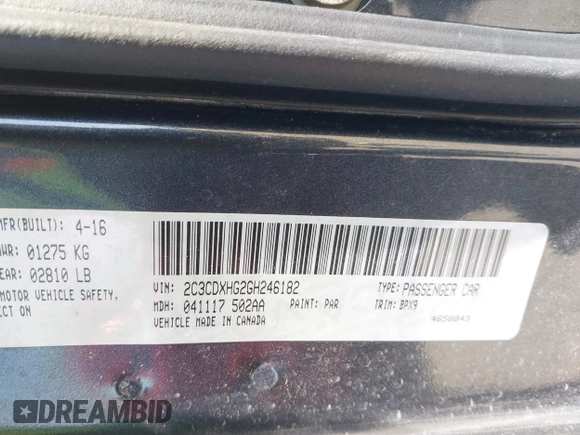 MFR(BUILT): 4-16
WR: 01275 KG
EAR: 02810 LB
MOTOR VEHICLE SAFETY,
ECT ON
VIN: 2C3CDXHG2GH246182 TYPE: PASSENGER CAR
MDH: 041117 502AA PAINT: PAR TRIM: BPX9
VEHICLE MADE IN CANADA 4658043
DREAMBID